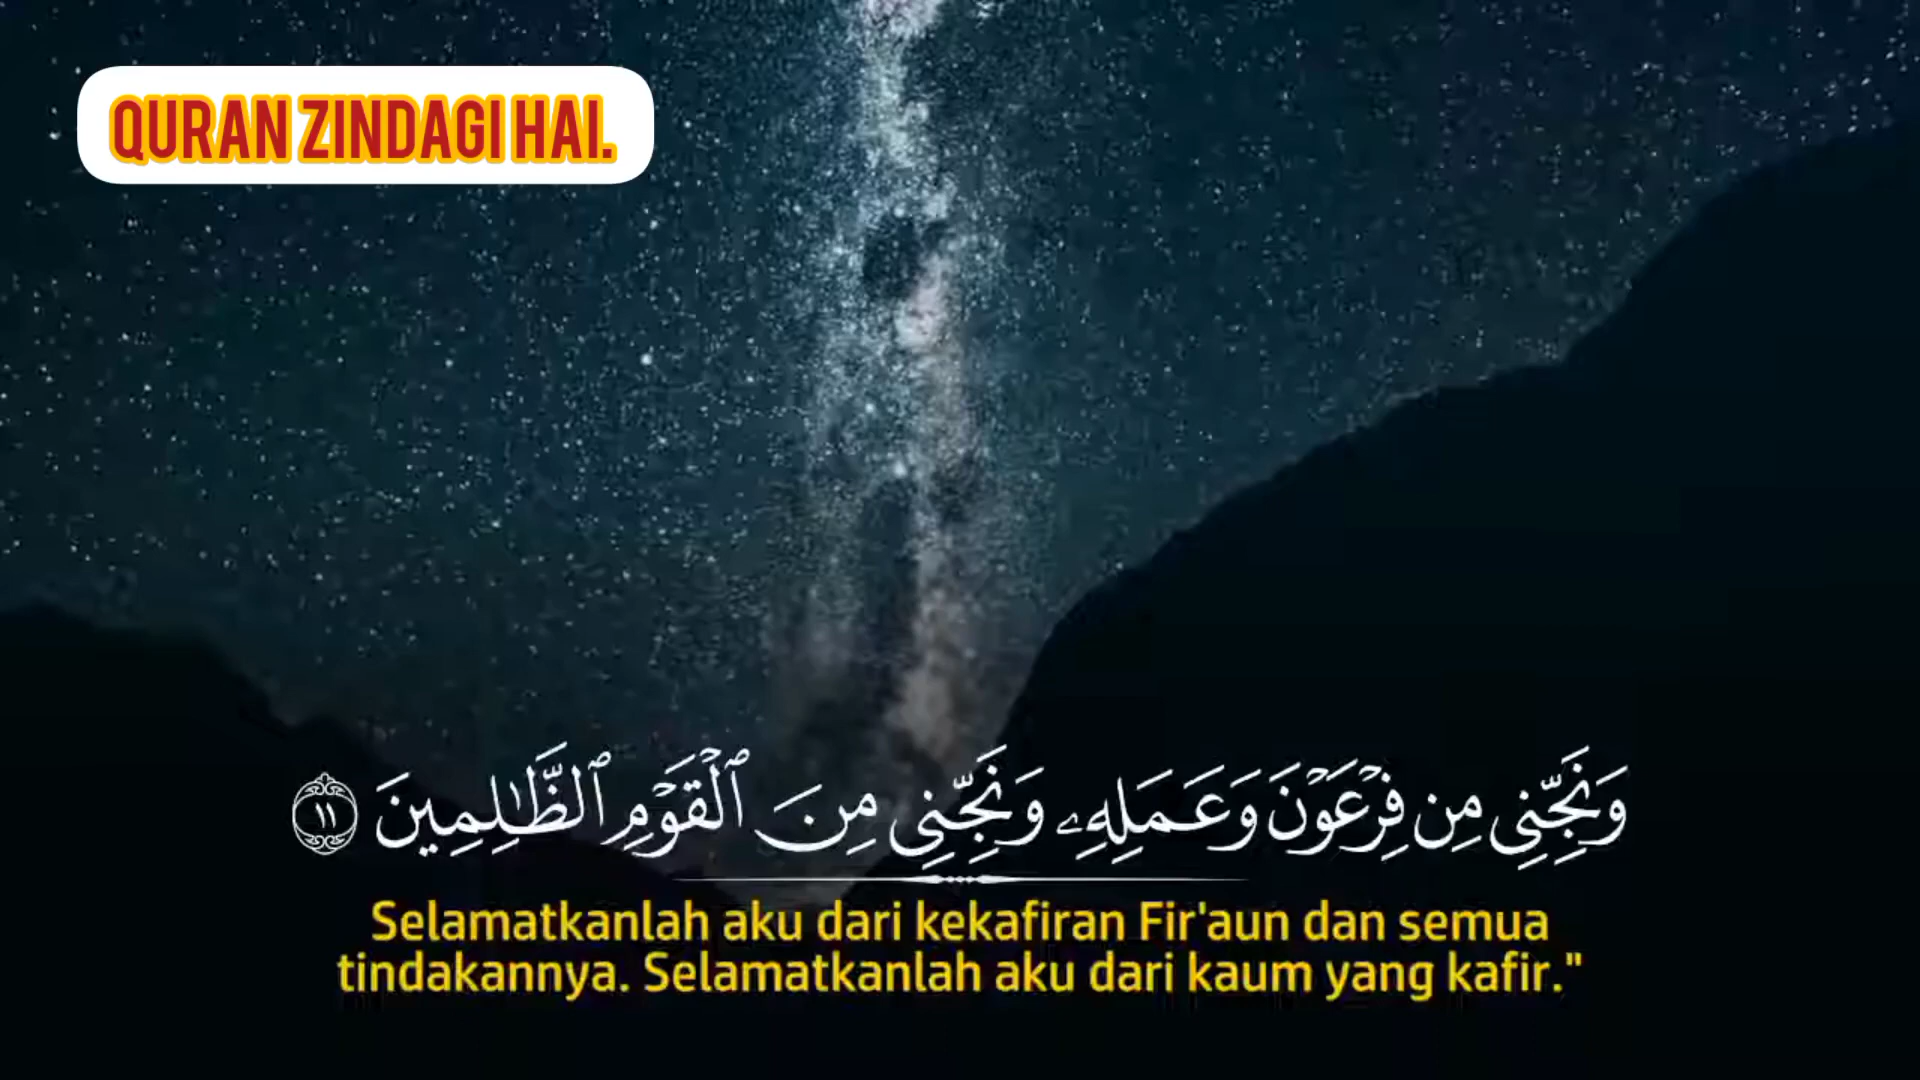 QURAN ZINDAGI HAI.
وَنَجِّنِى مِن فِرْعَوْنَ وَعَمَلِهِۦ وَنَجِّنِى مِنَ ٱلْقَوْمِ ٱلظَّـٰلِمِينَ ١١
Selamatkanlah aku dari kekafiran Fir'aun dan semua
tindakannya. Selamatkanlah aku dari kaum yang kafir."